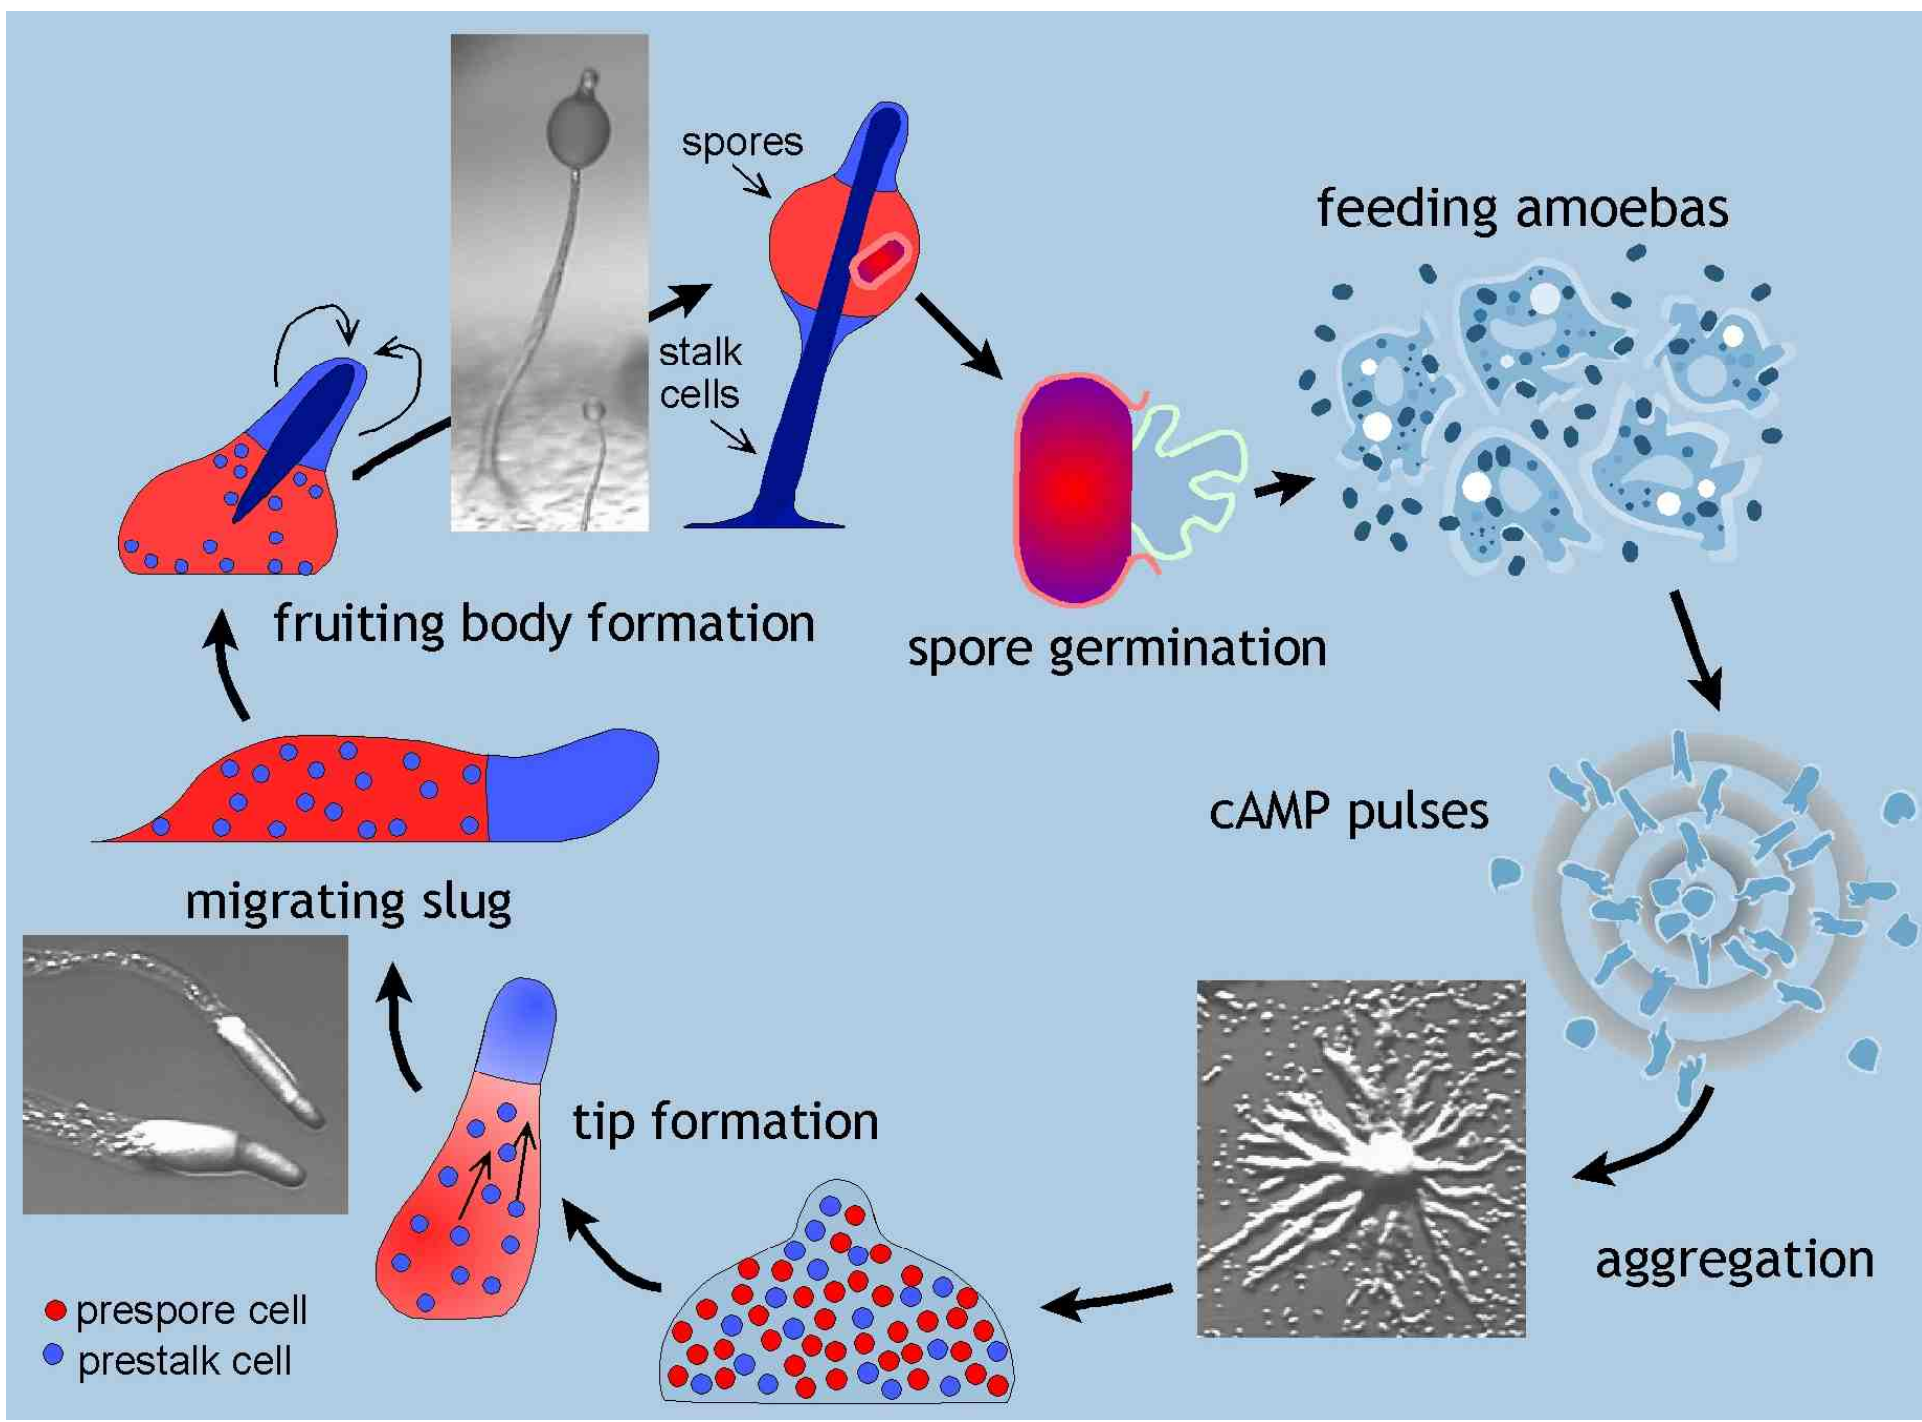 spores
stalk
cells
feeding amoebas
fruiting body formation
spore germination
cAMP pulses
migrating slug
tip formation
aggregation
prespore cell
prestalk cell